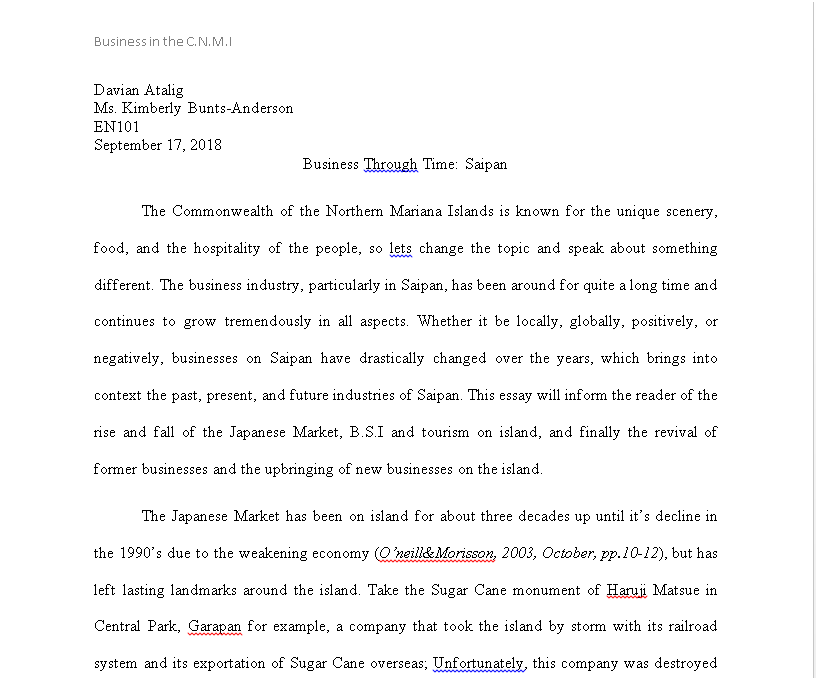 Business in the C.N.M.I
Davian Atalig
Ms. Kimberly Bunts-Anderson
EN101
September 17, 2018
Business Through Time: Saipan
The Commonwealth of the Northern Mariana Islands is known for the unique scenery,
food, and the hospitality of the people, so lets change the topic and speak about something
different. The business industry, particularly in Saipan, has been around for quite a long time and
continues to grow tremendously in all aspects. Whether it be locally, globally, positively, or
negatively, businesses on Saipan have drastically changed over the years, which brings into
context the past, present, and future industries of Saipan. This essay will inform the reader of the
rise and fall of the Japanese Market, B.S.I and tourism on island, and finally the revival of
former businesses and the upbringing of new businesses on the island.
The Japanese Market has been on island for about three decades up until it’s decline in
the 1990’s due to the weakening economy (O’neill&Morisson, 2003, October, pp.10-12), but has
left lasting landmarks around the island. Take the Sugar Cane monument of Haruji Matsue in
Central Park, Garapan for example, a company that took the island by storm with its railroad
system and its exportation of Sugar Cane overseas; Unfortunately, this company was destroyed